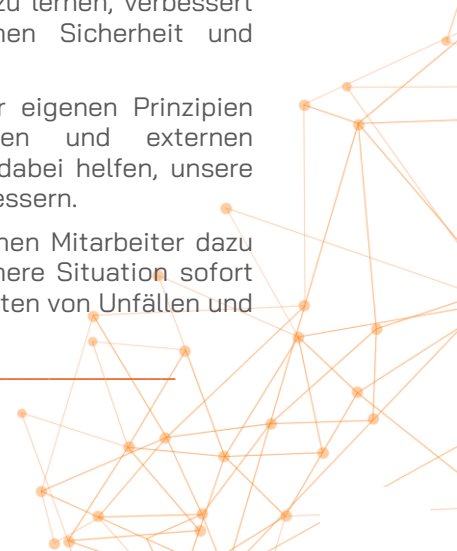 zu lernen, verbessert
nen Sicherheit und
r eigenen Prinzipien
en und externen
dabei helfen, unsere
essern.
nen Mitarbeiter dazu
here Situation sofort
ten von Unfällen und